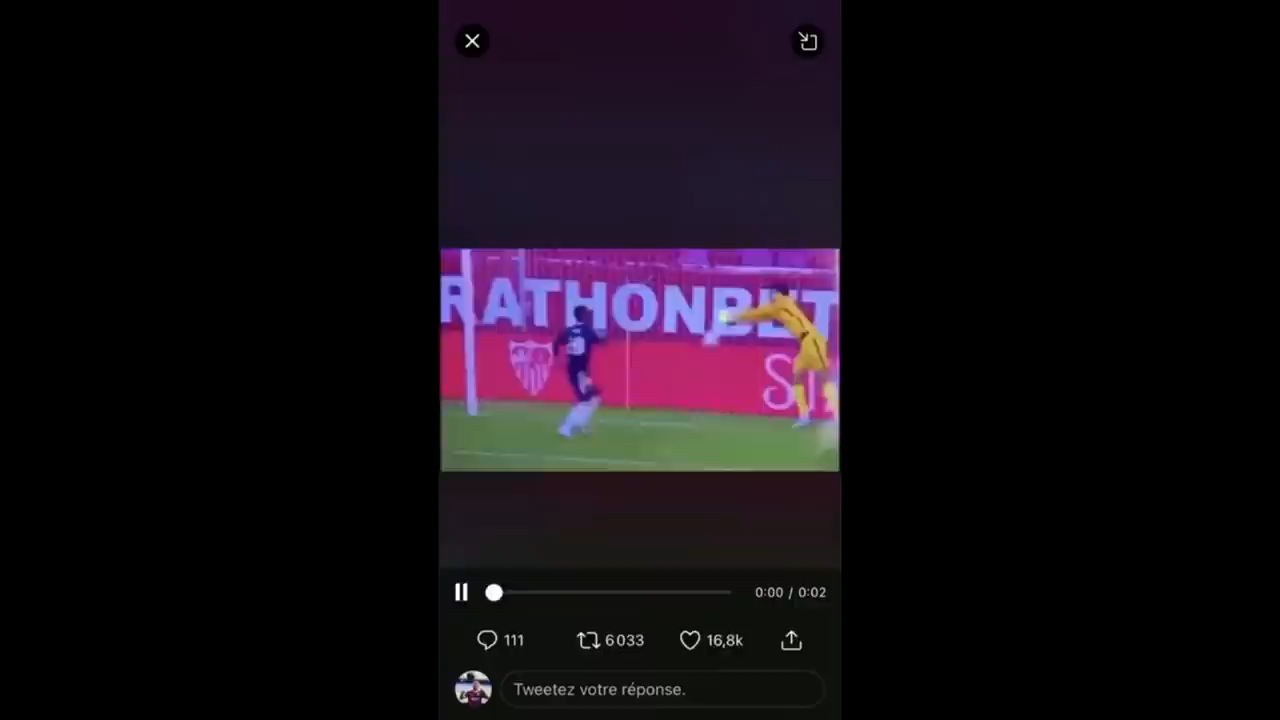 RATHONBET
S
0:00 / 0:02
111
6 033
16,8k
Tweetez votre réponse.